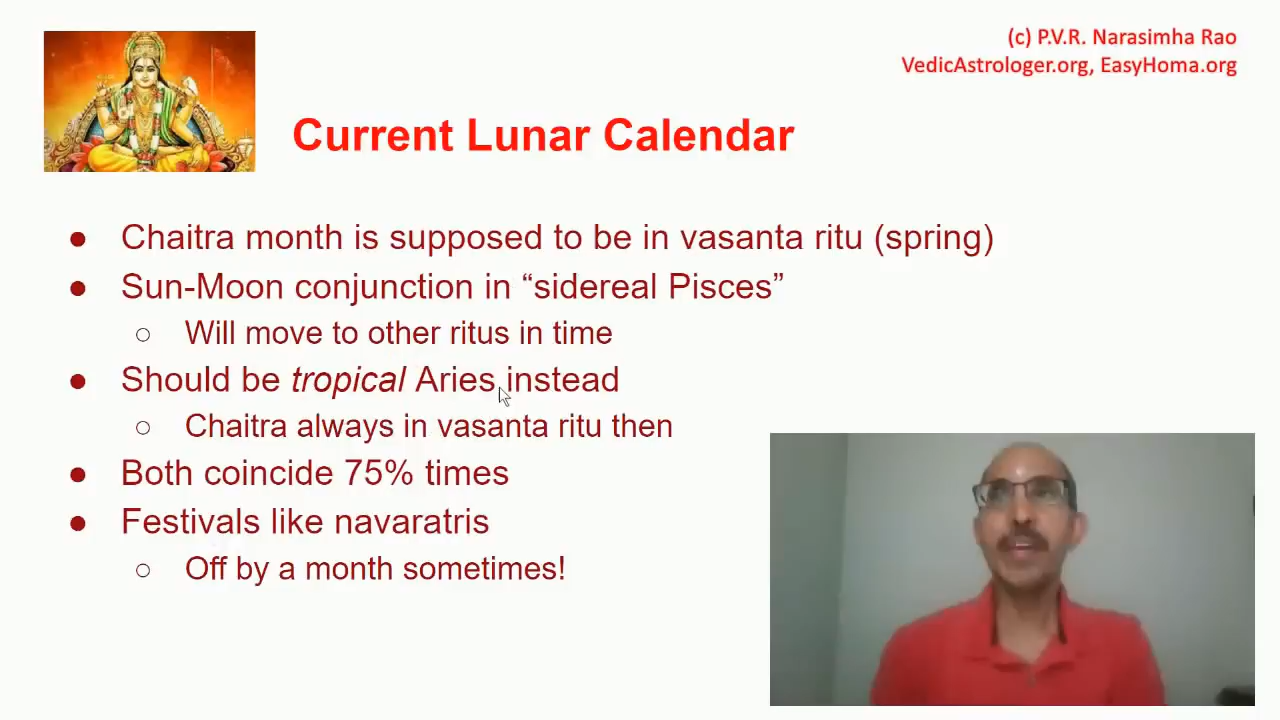 (c) P.V.R. Narasimha Rao
VedicAstrologer.org, EasyHoma.org
Current Lunar Calendar
● Chaitra month is supposed to be in vasanta ritu (spring)
● Sun-Moon conjunction in “sidereal Pisces”
○ Will move to other ritus in time
● Should be tropical Aries instead
○ Chaitra always in vasanta ritu then
● Both coincide 75% times
● Festivals like navaratris
○ Off by a month sometimes!